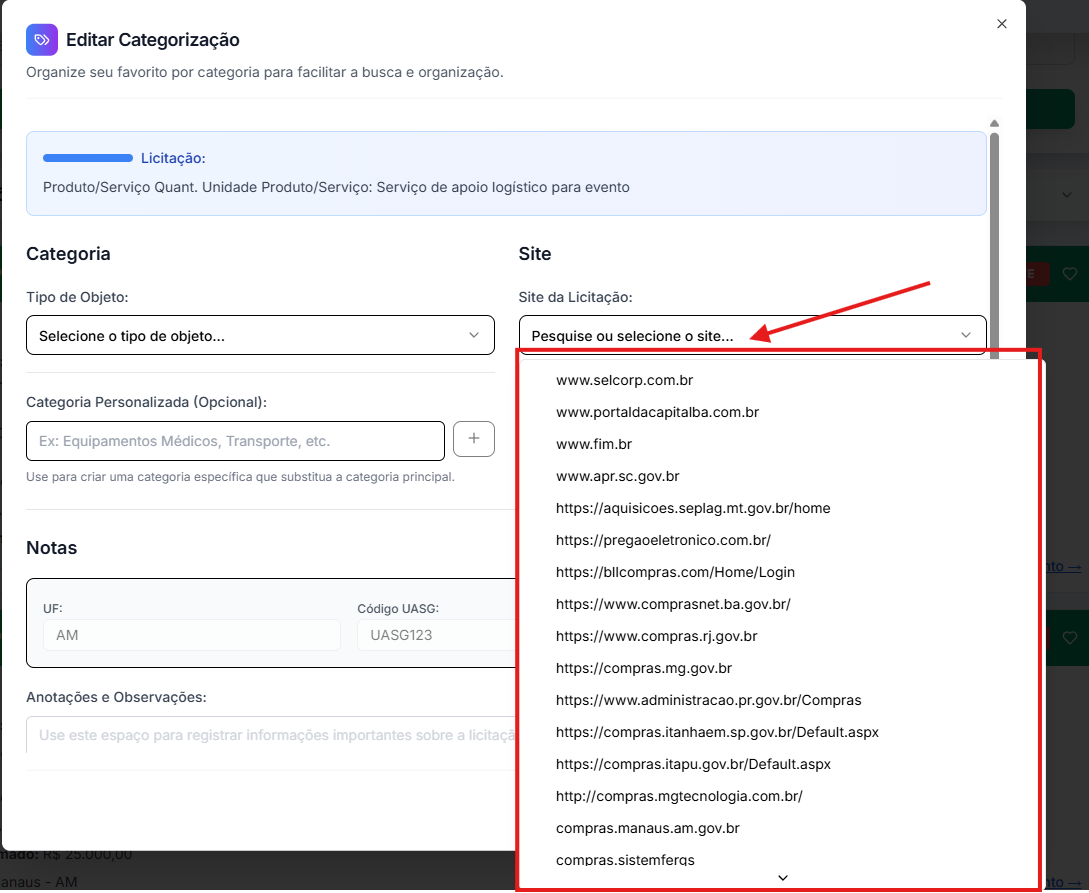 Editar Categorização
Organize seu favorito por categoria para facilitar a busca e organização.
Licitação:
Produto/Serviço Quant. Unidade Produto/Serviço: Serviço de apoio logístico para evento
Categoria
Tipo de Objeto:
Selecione o tipo de objeto...
Categoria Personalizada (Opcional):
Ex: Equipamentos Médicos, Transporte, etc.
Use para criar uma categoria específica que substitua a categoria principal.
Site
Site da Licitação:
Pesquise ou selecione o site...
www.selcorp.com.br
www.portaldacapitalba.com.br
www.fim.br
www.apr.sc.gov.br
https://aquisicoes.seplag.mt.gov.br/home
https://pregaoeletronico.com.br/
https://bllcompras.com/Home/Login
https://www.comprasnet.ba.gov.br/
https://www.compras.rj.gov.br
https://compras.mg.gov.br
https://www.administracao.pr.gov.br/Compras
https://compras.itanhaem.sp.gov.br/Default.aspx
https://compras.itapu.gov.br/Default.aspx
http://compras.mgtecnologia.com.br/
compras.manaus.am.gov.br
compras.sistemfergs
Notas
UF:
AM
Código UASG:
UASG123
Anotações e Observações:
Use este espaço para registrar informações importantes sobre a licitaçã
mado: R$ 25.000,00
anaus - AM
E
nto →
nto →